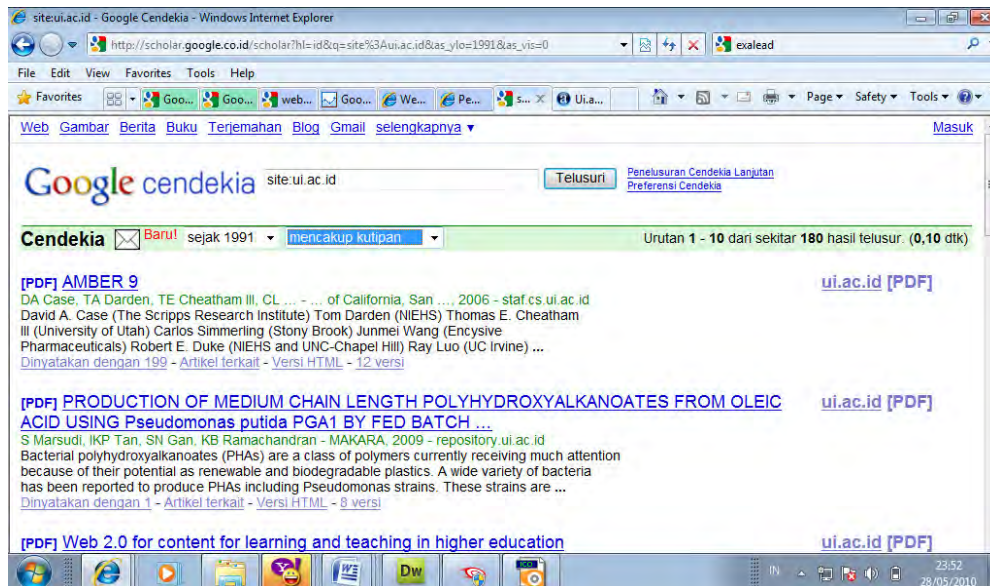 site:ui.ac.id - Google Cendekia - Windows Internet Explorer
http://scholar.google.co.id/scholar?hl=id&q=site%3Aui.ac.id&as_ylo=1991&as_vis=0
exalead
File Edit View Favorites Tools Help
Favorites Goo... Goo... web... Goo... We... Pe... s... Ui.a... Page Safety Tools
Web Gambar Berita Buku Terjemahan Blog Gmail selengkapnya Masuk
Google cendekia site:ui.ac.id Telusuri Penelusuran Cendekia Lanjutan
Preferensi Cendekia
Cendekia Baru! sejak 1991 mencakup kutipan Urutan 1 - 10 dari sekitar 180 hasil telusur. (0,10 dtk)
[PDF] AMBER 9 ui.ac.id [PDF]
DA Case, TA Darden, TE Cheatham III, CL ... - ... of California, San ..., 2006 - staf.cs.ui.ac.id
David A. Case (The Scripps Research Institute) Tom Darden (NIEHS) Thomas E. Cheatham
III (University of Utah) Carlos Simmerling (Stony Brook) Junmei Wang (Encysive
Pharmaceuticals) Robert E. Duke (NIEHS and UNC-Chapel Hill) Ray Luo (UC Irvine) ...
Dinyatakan dengan 199 - Artikel terkait - Versi HTML - 12 versi
[PDF] PRODUCTION OF MEDIUM CHAIN LENGTH POLYHYDROXYALKANOATES FROM OLEIC ui.ac.id [PDF]
ACID USING Pseudomonas putida PGA1 BY FED BATCH ...
S Marsudi, IKP Tan, SN Gan, KB Ramachandran - MAKARA, 2009 - repository.ui.ac.id
Bacterial polyhydroxyalkanoates (PHAs) are a class of polymers currently receiving much attention
because of their potential as renewable and biodegradable plastics. A wide variety of bacteria
has been reported to produce PHAs including Pseudomonas strains. These strains are ...
Dinyatakan dengan 1 - Artikel terkait - Versi HTML - 8 versi
[PDF] Web 2.0 for content for learning and teaching in higher education ui.ac.id [PDF]
Dw
IN
23:52
28/05/2010